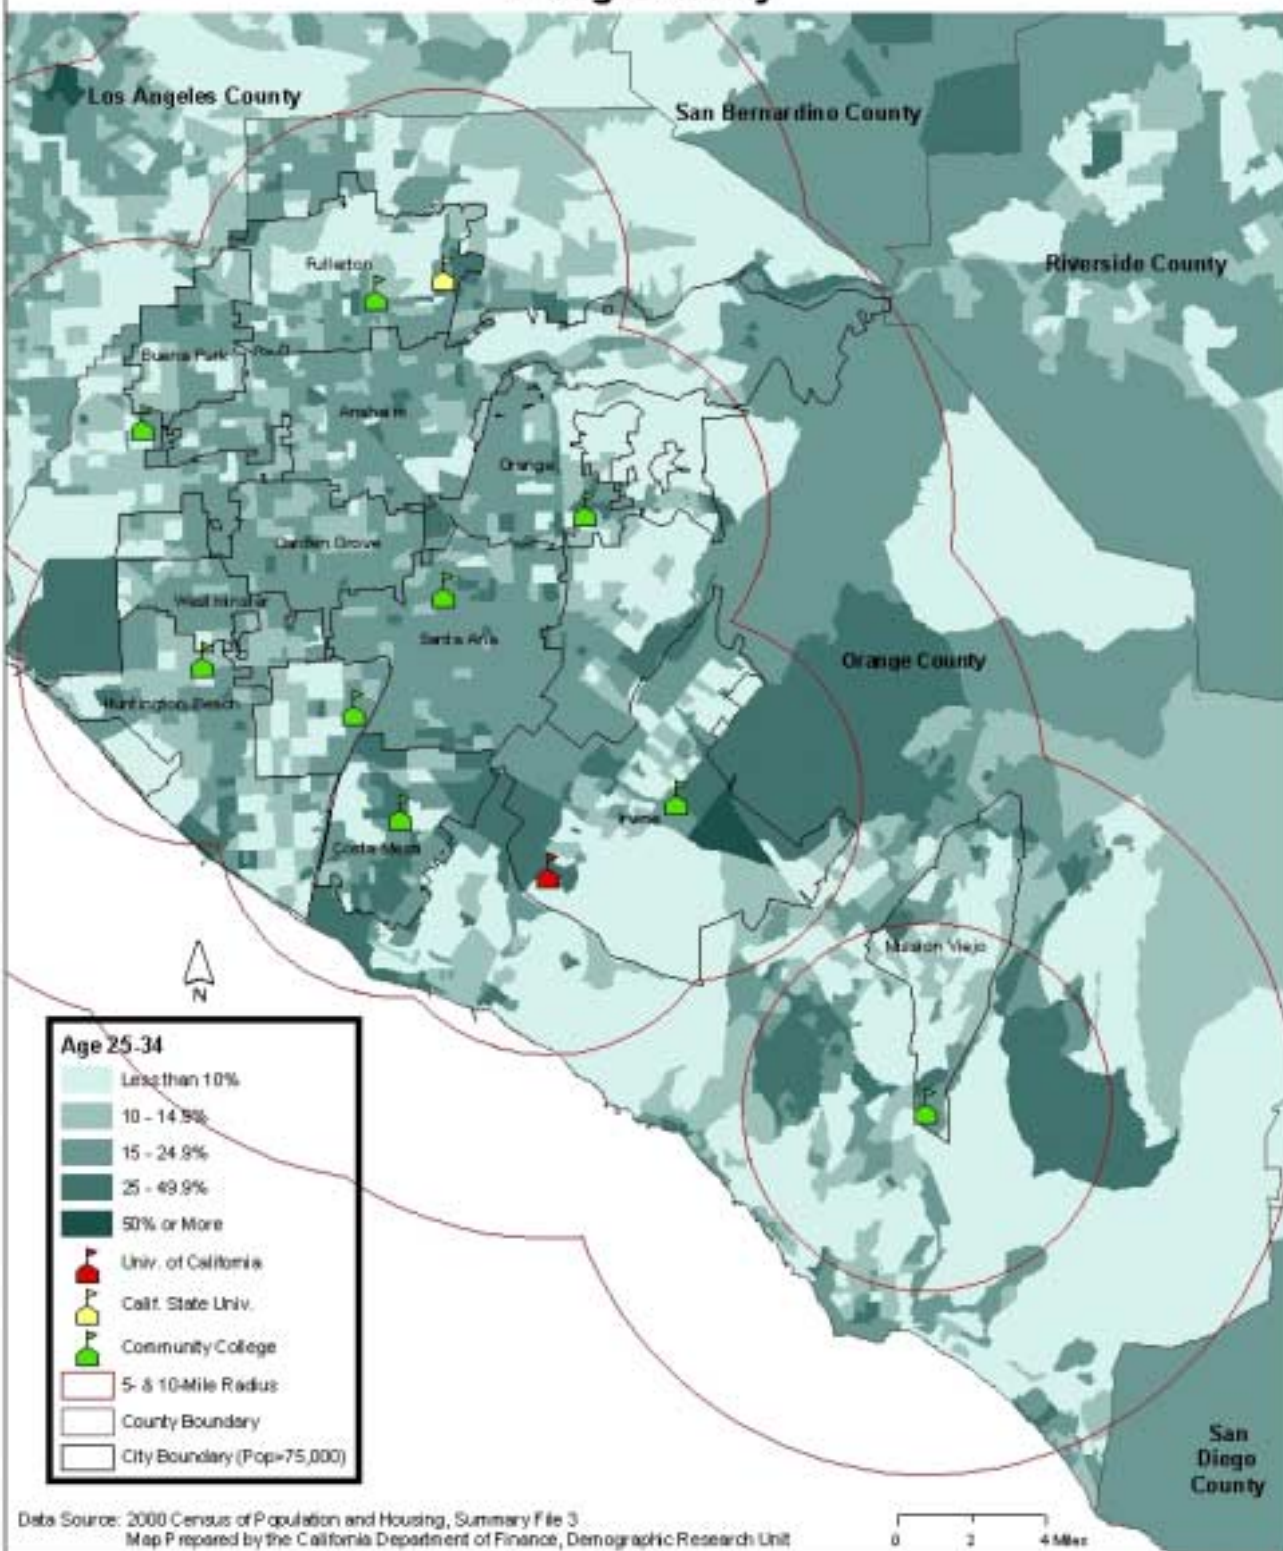 Los Angeles County
San Bernardino County
Fullerton
Riverside County
Buena Park
Anaheim
Orange
Garden Grove
Westminster
Santa Ana
Orange County
Huntington Beach
Irvine
Costa Mesa
Mission Viejo
N
Age 25-34
Less than 10%
10 - 14.9%
15 - 24.9%
25 - 49.9%
50% or More
Univ. of California
Calif. State Univ.
Community College
5- & 10-Mile Radius
County Boundary
City Boundary (Pop>75,000)
San
Diego
County
Data Source: 2000 Census of Population and Housing, Summary File 3
Map Prepared by the California Department of Finance, Demographic Research Unit
0 2 4 Miles